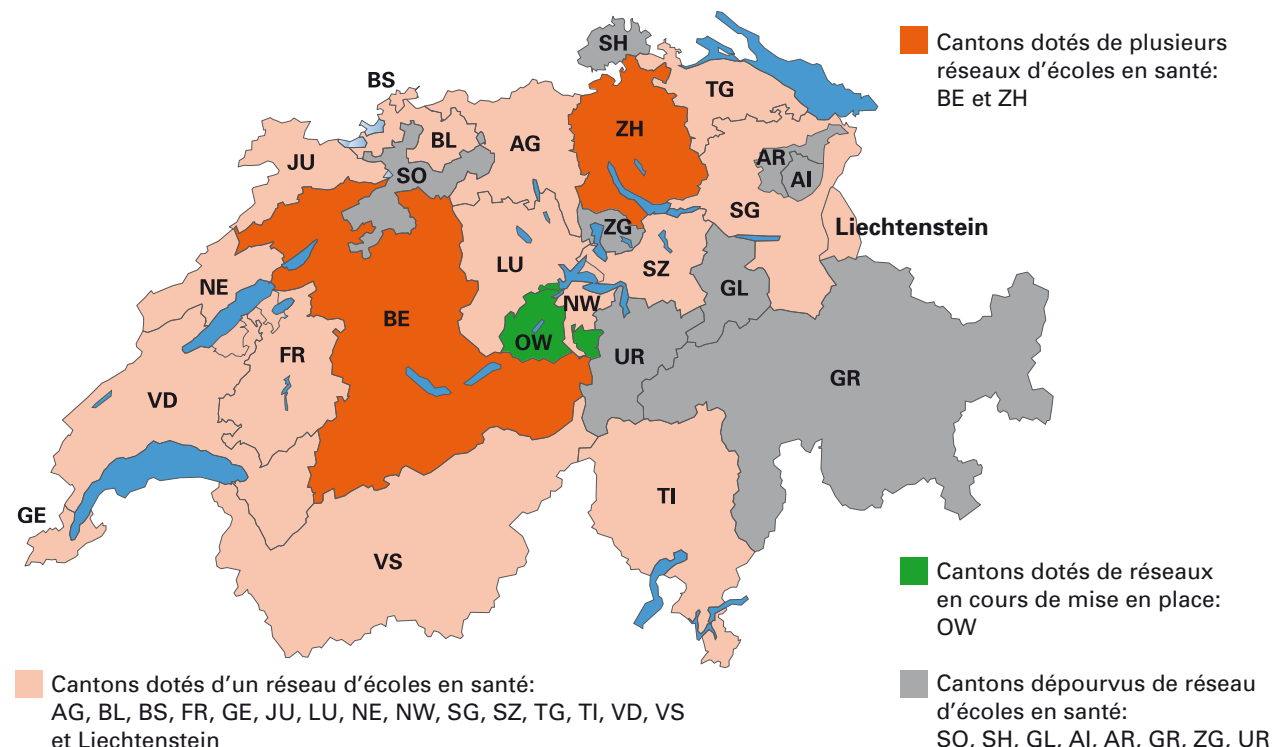 SH
BS
TG
ZH
BL
AG
JU
AR
SO
AI
SG
ZG
Liechtenstein
LU
SZ
NE
GL
NW
BE
OW
FR
UR
GR
VD
TI
GE
VS
Cantons dotés de plusieurs
réseaux d'écoles en santé:
BE et ZH
Cantons dotés de réseaux
en cours de mise en place:
OW
Cantons dotés d'un réseau d'écoles en santé:
AG, BL, BS, FR, GE, JU, LU, NE, NW, SG, SZ, TG, TI, VD, VS
et Liechtenstein
Cantons dépourvus de réseau
d'écoles en santé:
SO, SH, GL, AI, AR, GR, ZG, UR